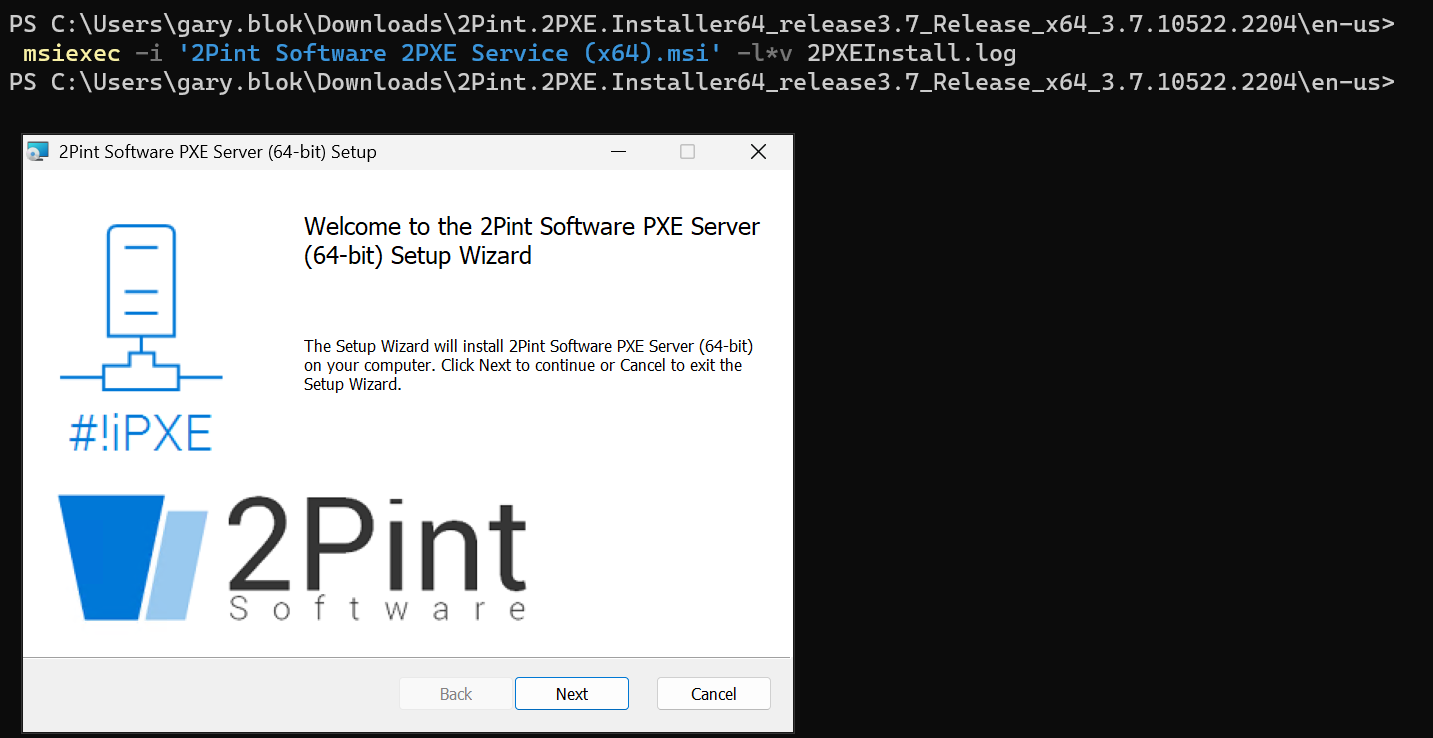 PS C:\Users\gary.blok\Downloads\2Pint.2PXE.Installer64_release3.7_Release_x64_3.7.10522.2204\en-us>
msiexec -i '2Pint Software 2PXE Service (x64).msi' -l*v 2PXEInstall.log
PS C:\Users\gary.blok\Downloads\2Pint.2PXE.Installer64_release3.7_Release_x64_3.7.10522.2204\en-us>
2Pint Software PXE Server (64-bit) Setup
Welcome to the 2Pint Software PXE Server
(64-bit) Setup Wizard
The Setup Wizard will install 2Pint Software PXE Server (64-bit)
on your computer. Click Next to continue or Cancel to exit the
Setup Wizard.
#!iPXE
2Pint
Software
Back Next Cancel